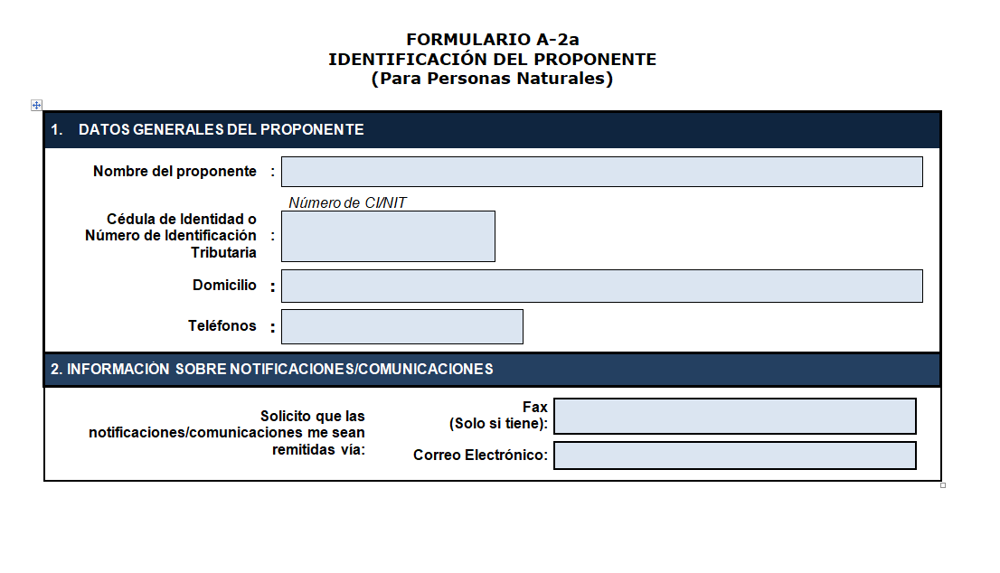 FORMULARIO A-2a
IDENTIFICACIÓN DEL PROPONENTE
(Para Personas Naturales)
1. DATOS GENERALES DEL PROPONENTE
Nombre del proponente :
Número de CI/NIT
Cédula de Identidad o
Número de Identificación :
Tributaria
Domicilio :
Teléfonos :
2. INFORMACIÓN SOBRE NOTIFICACIONES/COMUNICACIONES
Solicito que las
notificaciones/comunicaciones me sean
remitidas vía:
Fax
(Solo si tiene):
Correo Electrónico: